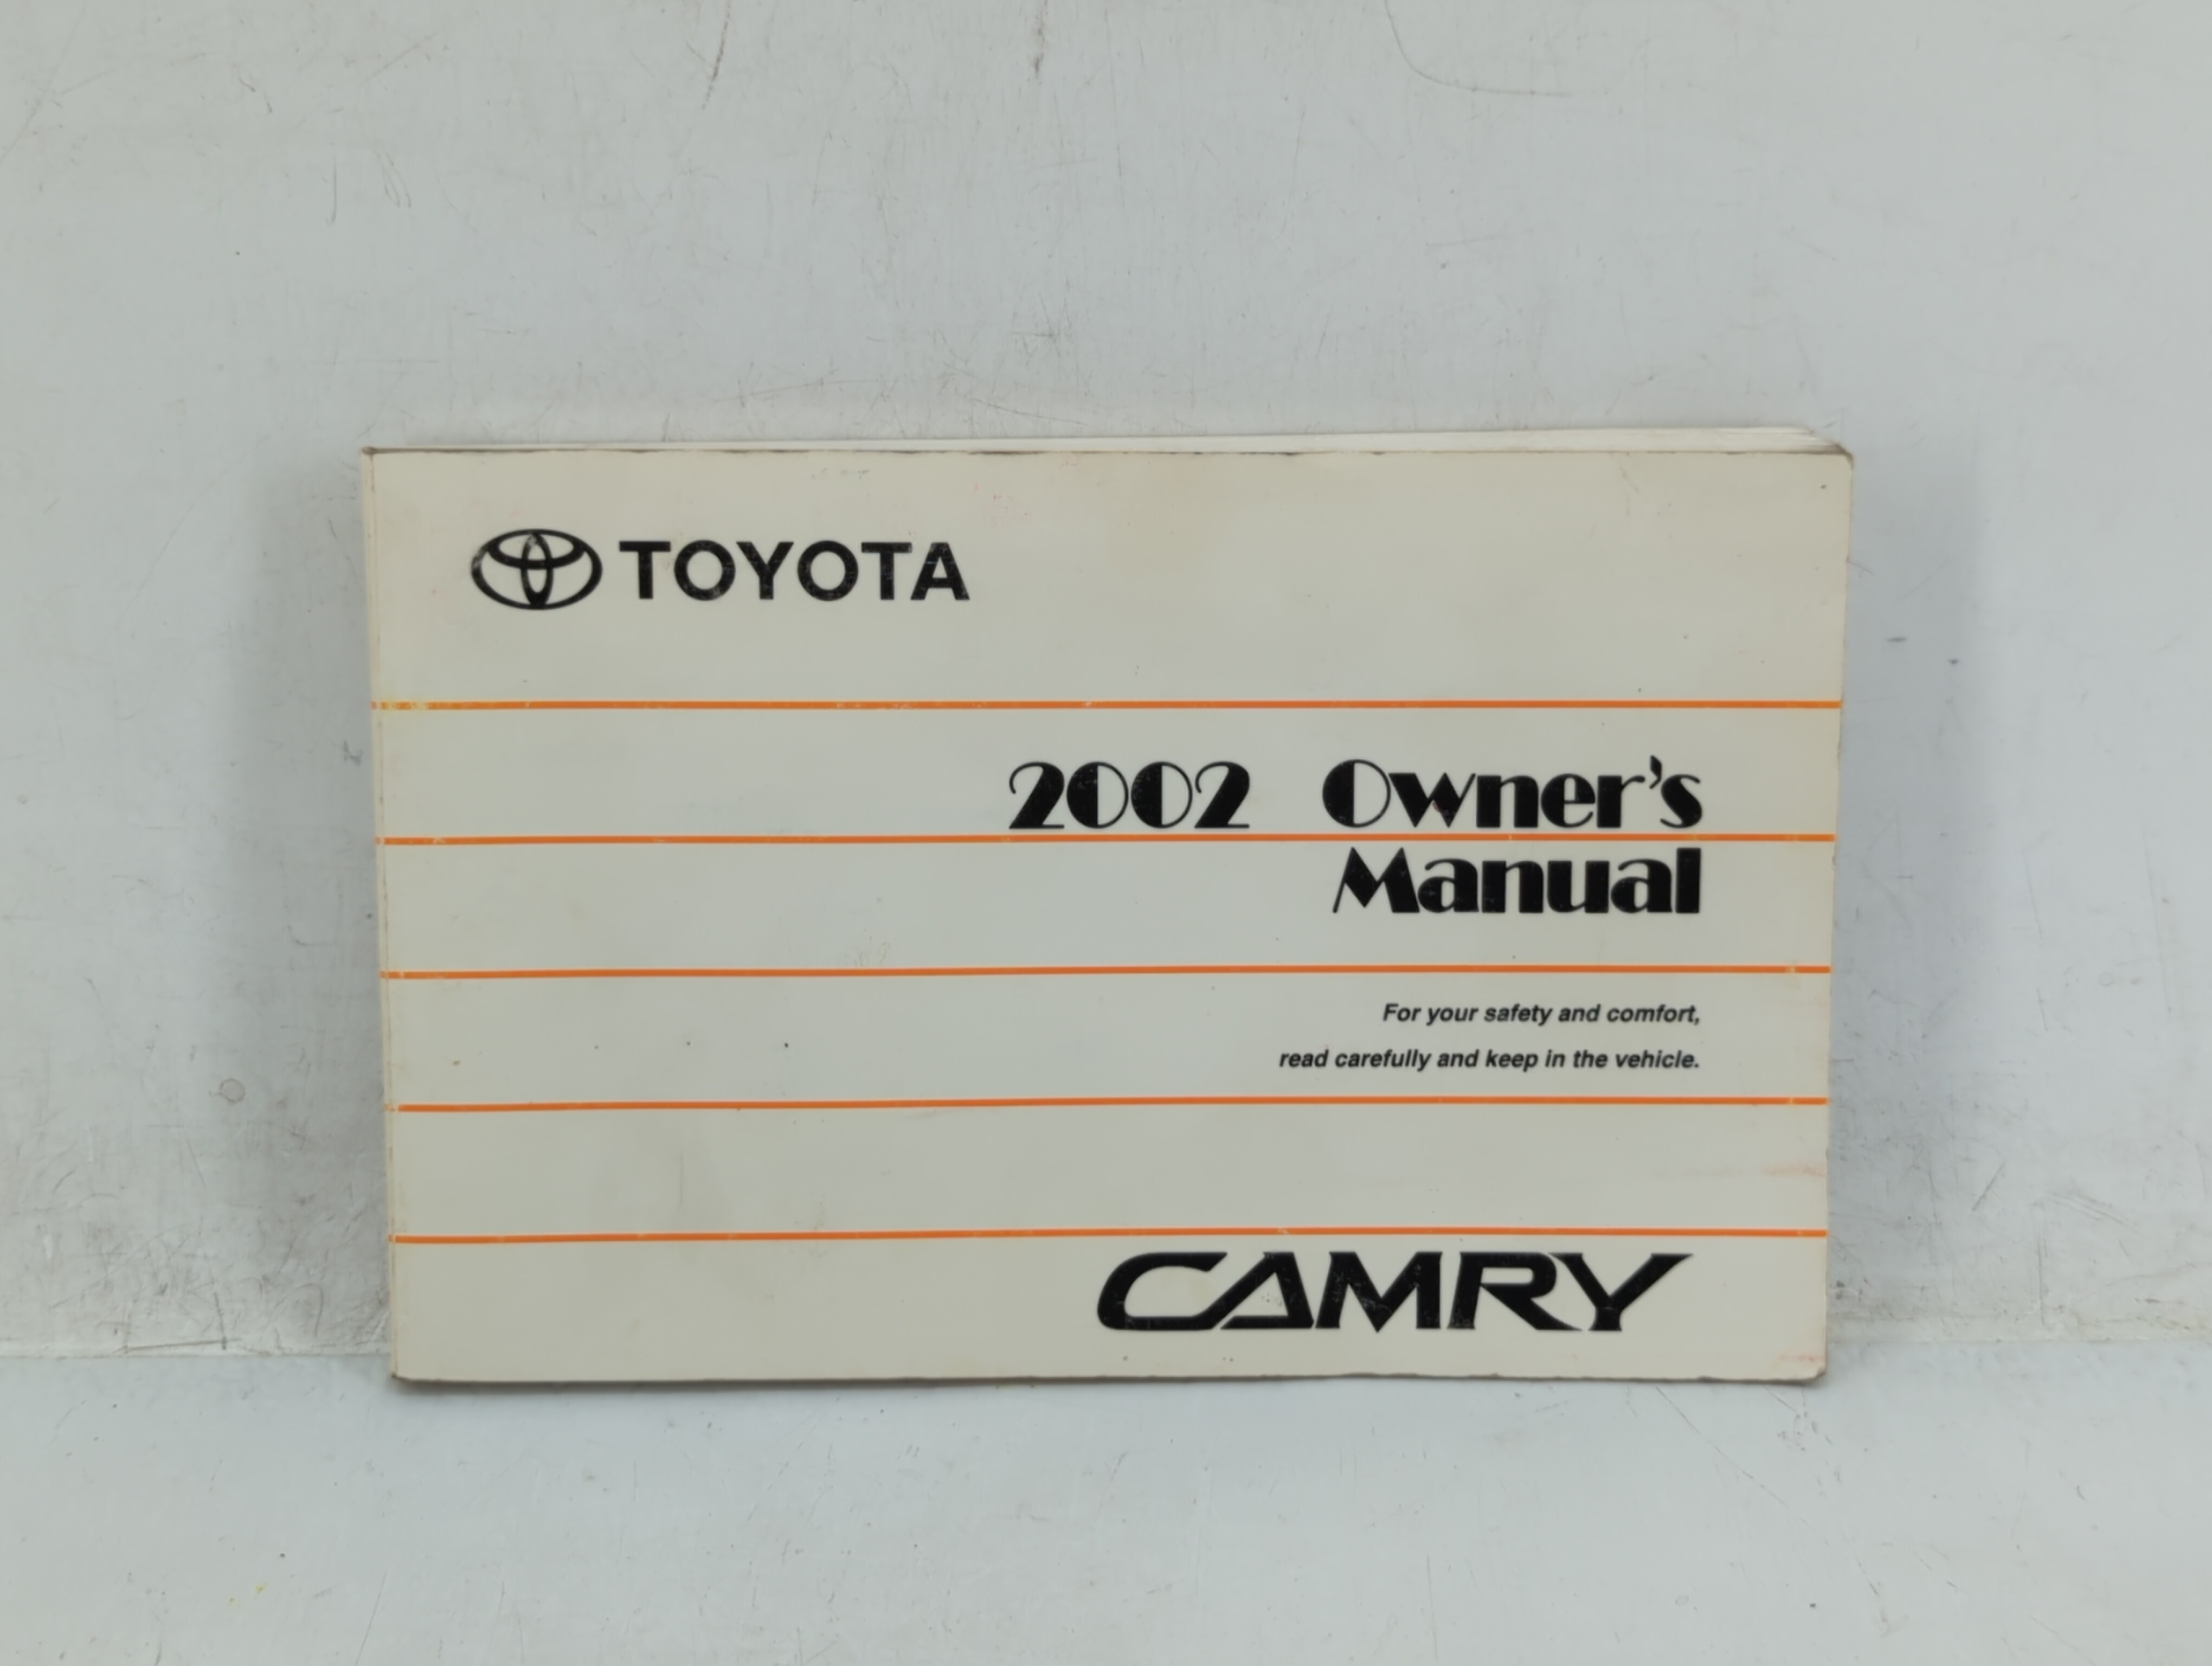 TOYOTA
2002 Owner's
Manual
For your safety and comfort,
read carefully and keep in the vehicle.
CAMRY